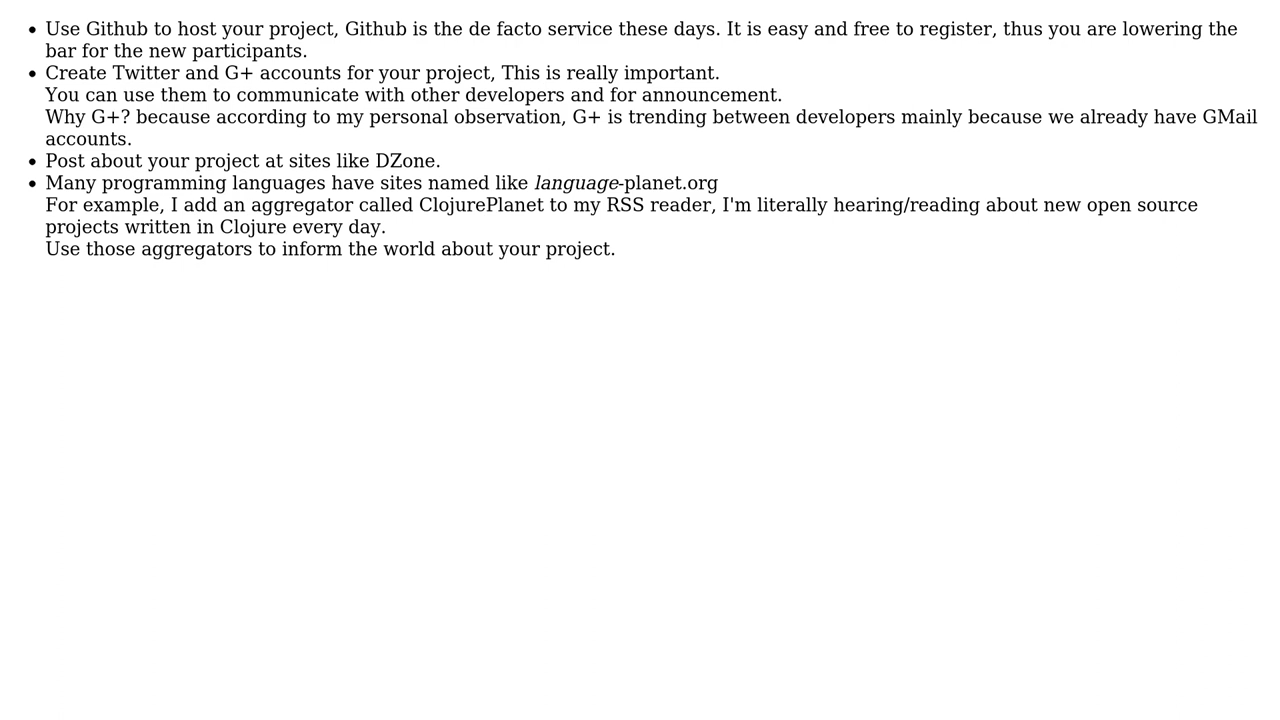 Use Github to host your project, Github is the de facto service these days. It is easy and free to register, thus you are lowering the
bar for the new participants.
Create Twitter and G+ accounts for your project, This is really important.
You can use them to communicate with other developers and for announcement.
Why G+? because according to my personal observation, G+ is trending between developers mainly because we already have GMail
accounts.
Post about your project at sites like DZone.
Many programming languages have sites named like language-planet.org
For example, I add an aggregator called ClojurePlanet to my RSS reader, I'm literally hearing/reading about new open source
projects written in Clojure every day.
Use those aggregators to inform the world about your project.